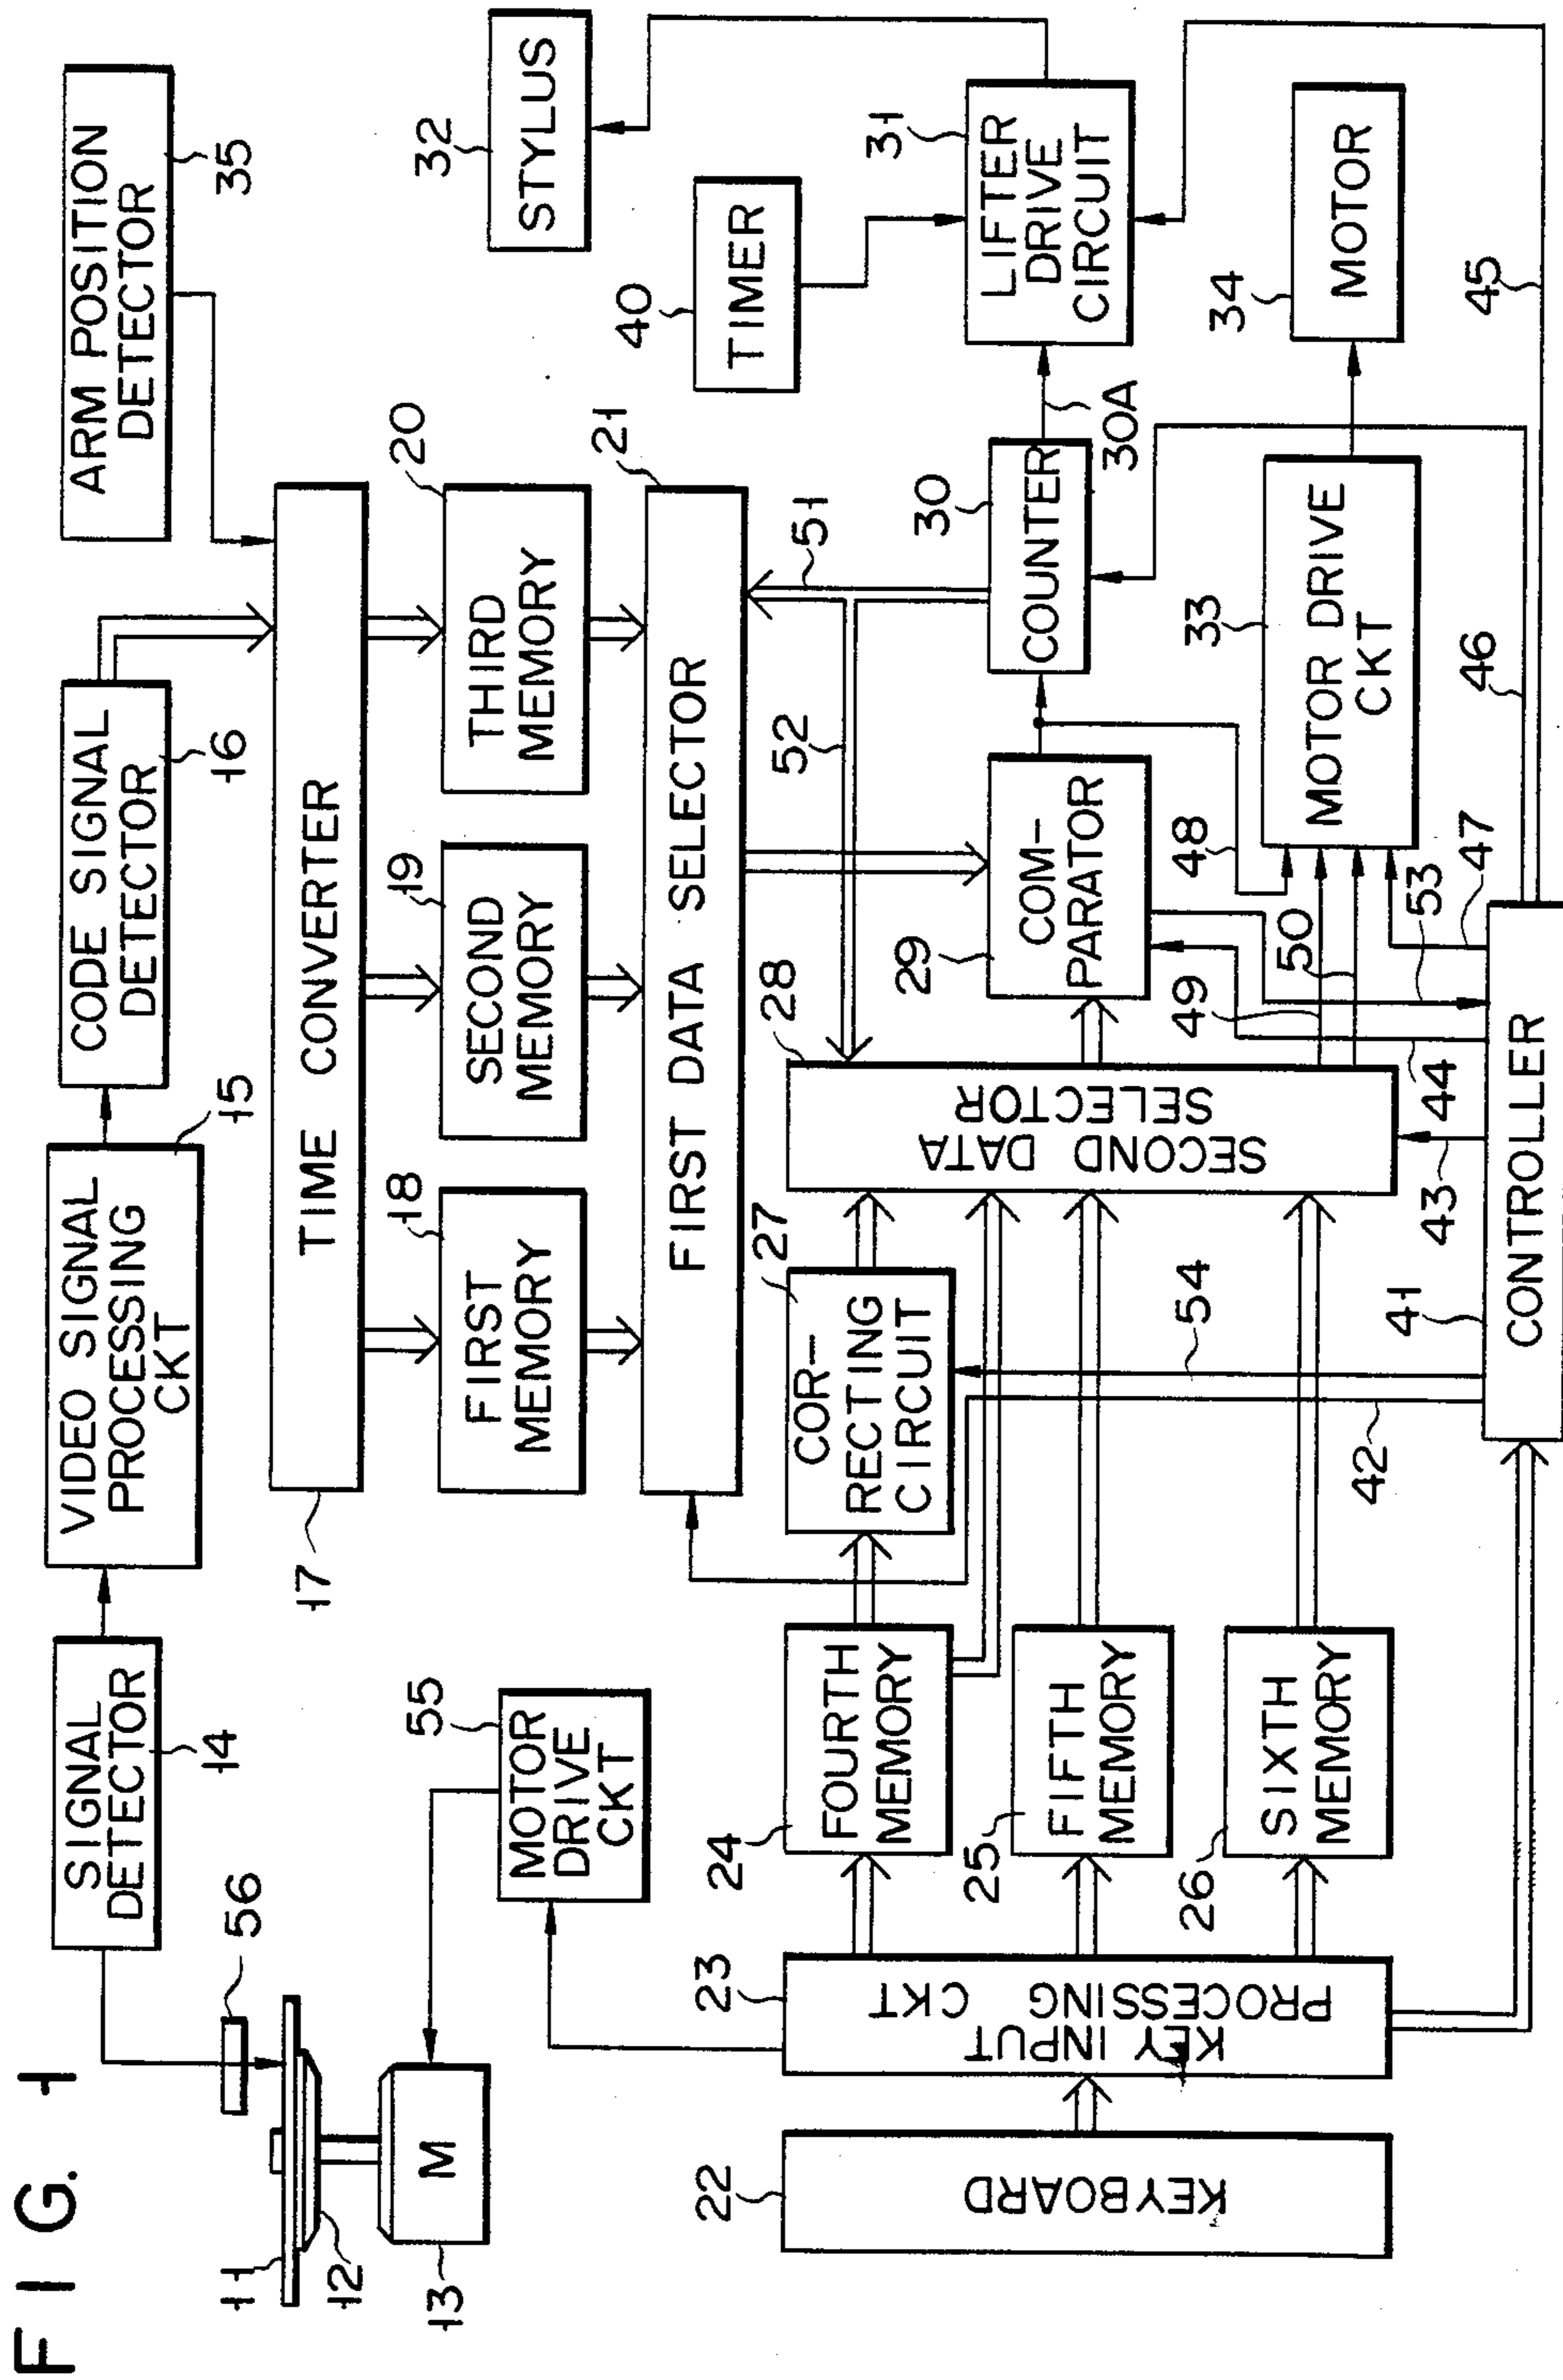 FIG. 1
11
12
13
M
56
SIGNAL
DETECTOR
14
VIDEO SIGNAL
PROCESSING
CKT
15
CODE SIGNAL
DETECTOR
16
ARM POSITION
DETECTOR
35
17
TIME CONVERTER
18
FIRST
MEMORY
19
SECOND
MEMORY
20
THIRD
MEMORY
FIRST DATA SELECTOR
21
55
MOTOR
DRIVE
CKT
22
KEYBOARD
23
KEY INPUT
PROCESSING CKT
24
FOURTH
MEMORY
25
FIFTH
MEMORY
26
SIXTH
MEMORY
27
COR-
RECTING
CIRCUIT
28
SECOND DATA
SELECTOR
29
COM-
PARATOR
30
COUNTER
30A
31
LIFTER
DRIVE
CIRCUIT
32
STYLUS
40
TIMER
33
MOTOR DRIVE
CKT
34
MOTOR
41
CONTROLLER
42
54
43
44
49
50
53
47
48
46
45
51
52